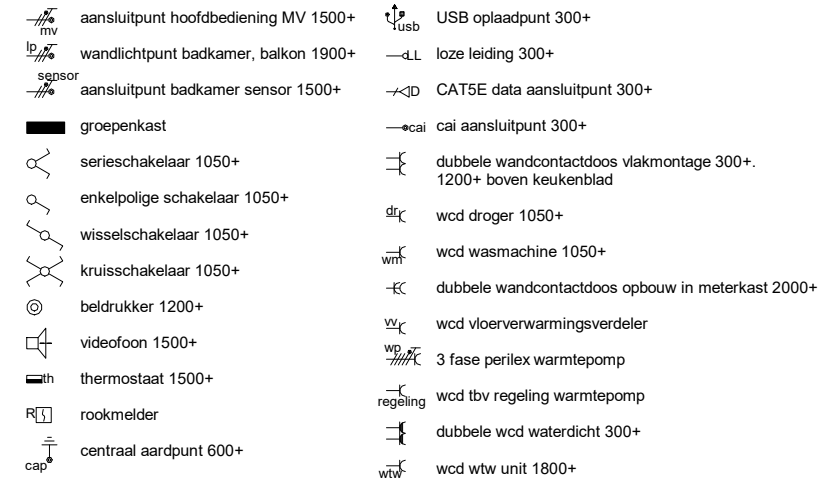 mv aansluitpunt hoofdbediening MV 1500+
lp wandlichtpunt badkamer, balkon 1900+
sensor aansluitpunt badkamer sensor 1500+
groepenkast
serieschakelaar 1050+
enkelpolige schakelaar 1050+
wisselschakelaar 1050+
kruisschakelaar 1050+
beldrukker 1200+
videofoon 1500+
th thermostaat 1500+
R rookmelder
cap centraal aardpunt 600+
usb USB oplaadpunt 300+
LL loze leiding 300+
D CAT5E data aansluitpunt 300+
cai cai aansluitpunt 300+
dubbele wandcontactdoos vlakmontage 300+.
1200+ boven keukenblad
dr wcd droger 1050+
wm wcd wasmachine 1050+
dubbele wandcontactdoos opbouw in meterkast 2000+
vv wcd vloerverwarmingsverdeler
wp 3 fase perilex warmtepomp
regeling wcd tbv regeling warmtepomp
dubbele wcd waterdicht 300+
wtw wcd wtw unit 1800+